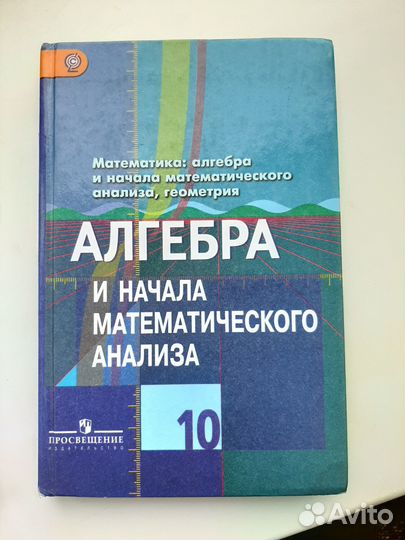 Математика: алгебра
и начала математического
анализа, геометрия
АЛГЕБРА
И НАЧАЛА
МАТЕМАТИЧЕСКОГО
АНАЛИЗА
10
ПРОСВЕЩЕНИЕ
ИЗДАТЕЛЬСТВО
Avito